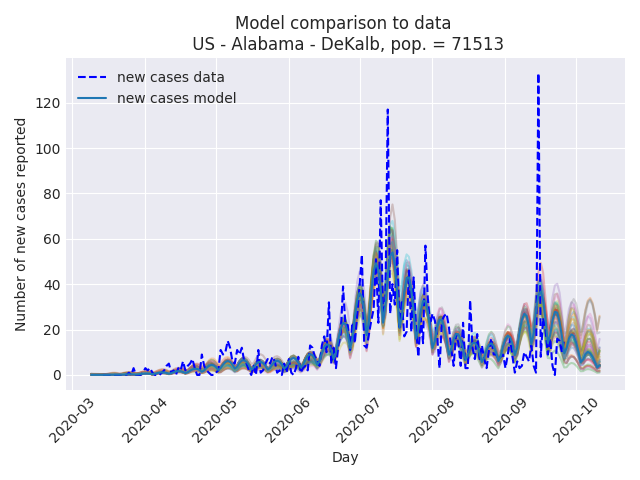 Model comparison to data
US - Alabama - DeKalb, pop. = 71513
new cases data
new cases model
Number of new cases reported
120
100
80
60
40
20
0
2020-03
2020-04
2020-05
2020-06
2020-07
2020-08
2020-09
2020-10
Day